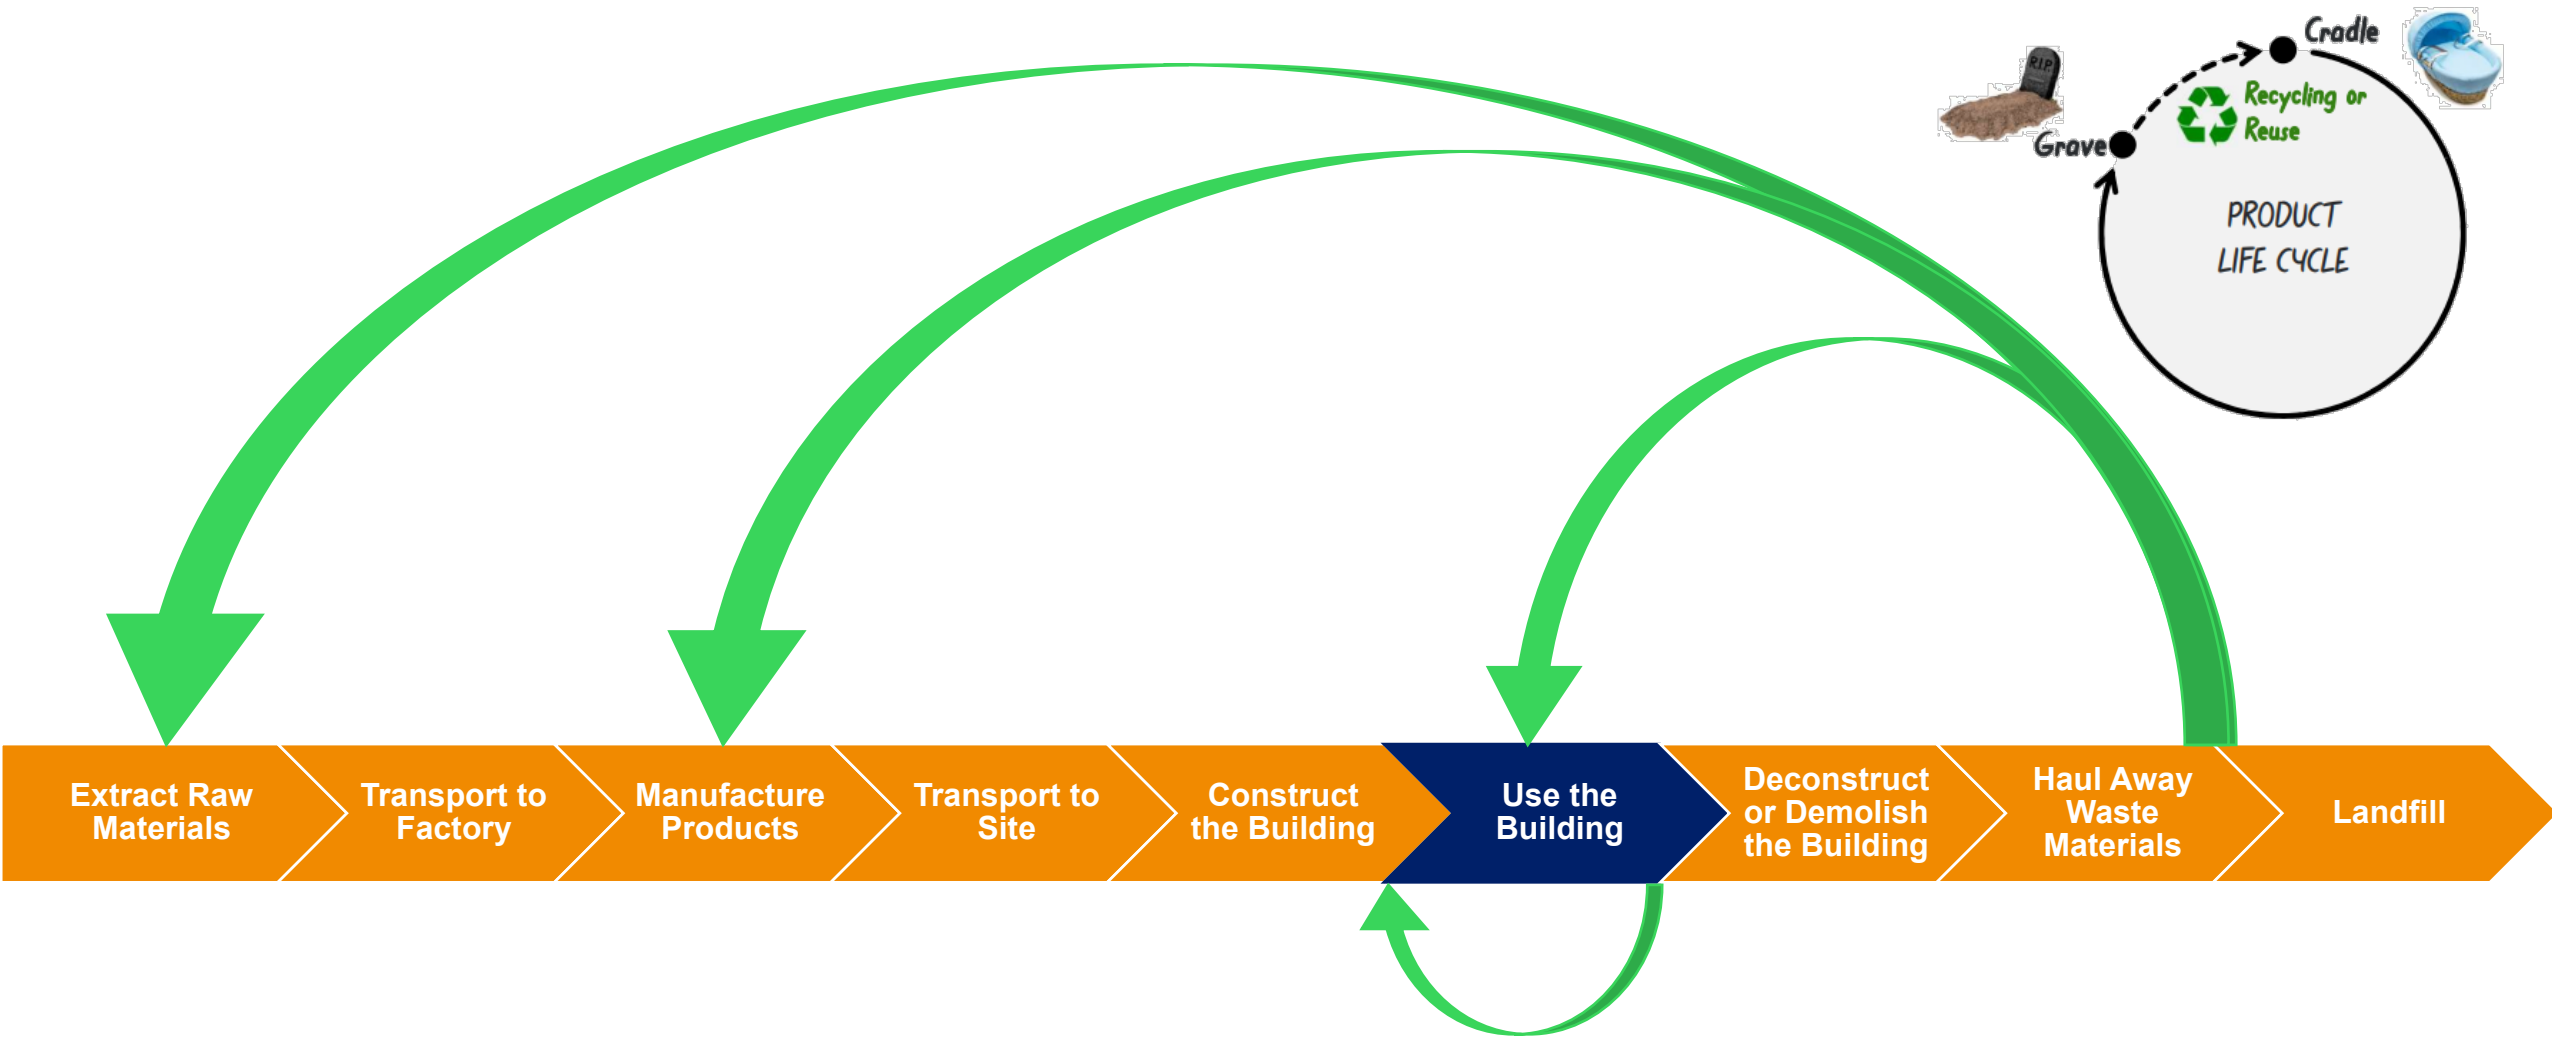 Cradle
R.I.P.
Recycling or
Reuse
Grave
PRODUCT
LIFE CYCLE
Extract Raw
Materials
Transport to
Factory
Manufacture
Products
Transport to
Site
Construct
the Building
Use the
Building
Deconstruct
or Demolish
the Building
Haul Away
Waste
Materials
Landfill